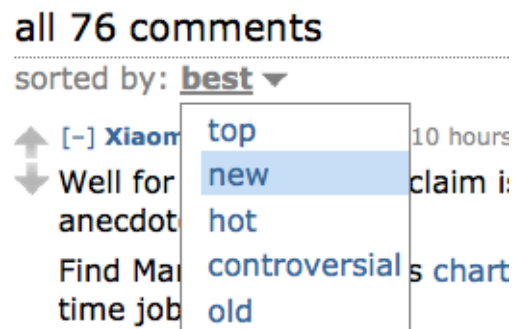 all 76 comments
sorted by: best
[–] Xiaom 10 hours
top
new
hot
controversial
old
Well for claim is
anecdot
Find Mar s chart
time job